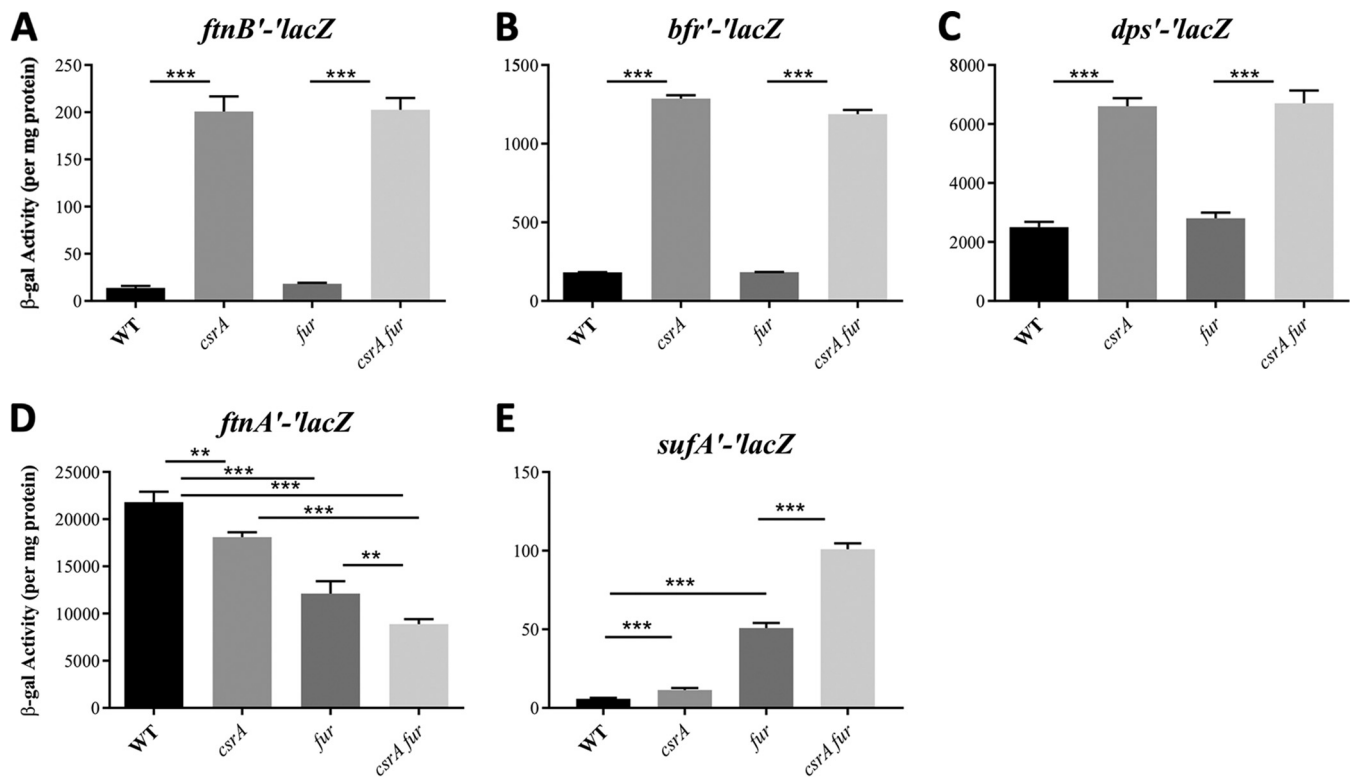 A
ftnB'-'lacZ
β-gal Activity (per mg protein)
250
200
150
100
50
0
***
***
WT
csrA
fur
csrA fur
B
bfr'-'lacZ
1500
1000
500
0
***
***
WT
csrA
fur
csrA fur
C
dps'-'lacZ
8000
6000
4000
2000
0
***
***
WT
csrA
fur
csrA fur
D
ftnA'-'lacZ
β-gal Activity (per mg protein)
25000
20000
15000
10000
5000
0
**
***
***
***
**
WT
csrA
fur
csrA fur
E
sufA'-'lacZ
150
100
50
0
***
***
***
WT
csrA
fur
csrA fur